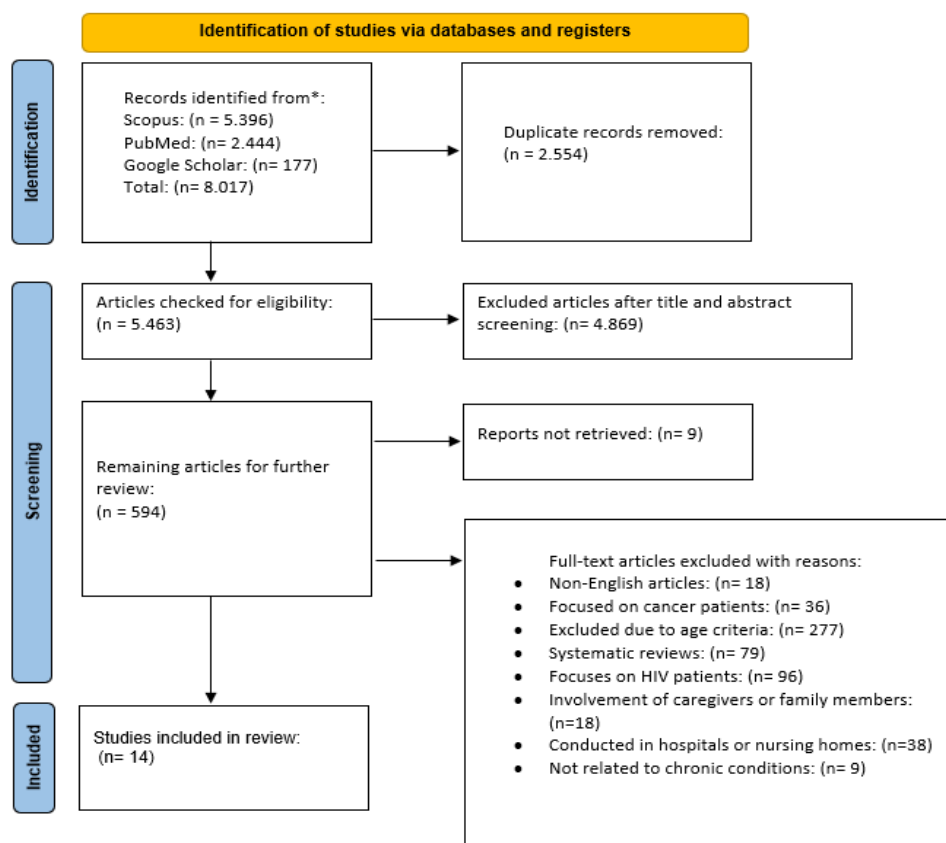 Identification of studies via databases and registers
Identification
Records identified from*:
Scopus: (n = 5.396)
PubMed: (n= 2.444)
Google Scholar: (n= 177)
Total: (n= 8.017)
Duplicate records removed:
(n = 2.554)
Screening
Articles checked for eligibility:
(n = 5.463)
Excluded articles after title and abstract
screening: (n= 4.869)
Remaining articles for further
review:
(n = 594)
Reports not retrieved: (n= 9)
Full-text articles excluded with reasons:
• Non-English articles: (n= 18)
• Focused on cancer patients: (n= 36)
• Excluded due to age criteria: (n= 277)
• Systematic reviews: (n= 79)
• Focuses on HIV patients: (n= 96)
• Involvement of caregivers or family members:
(n=18)
• Conducted in hospitals or nursing homes: (n=38)
• Not related to chronic conditions: (n= 9)
Included
Studies included in review:
(n= 14)